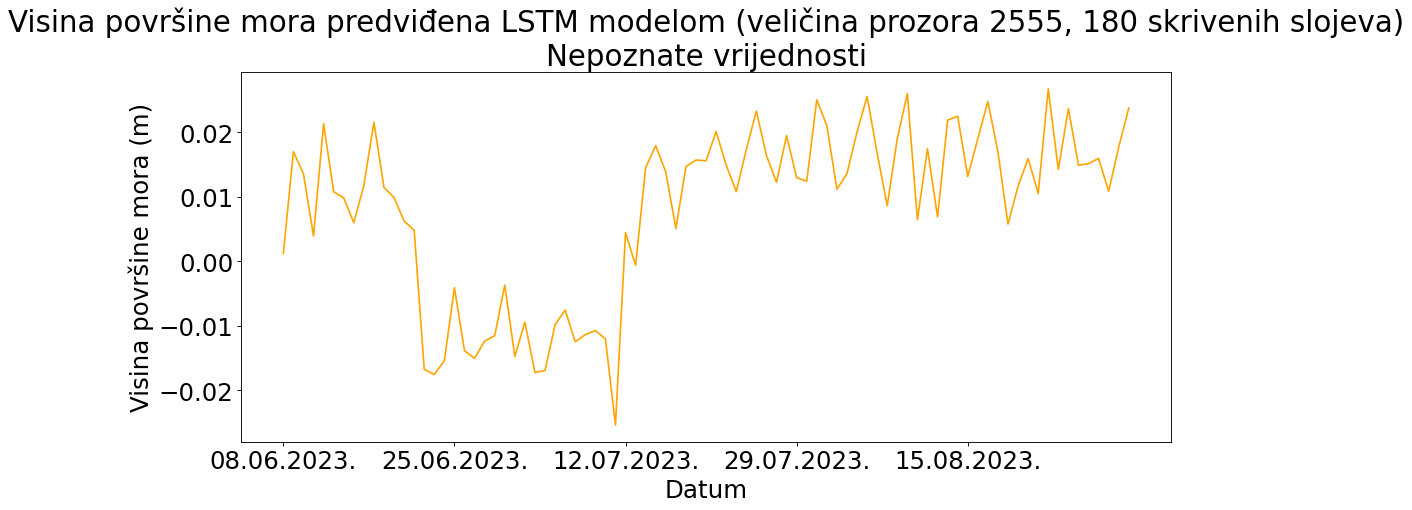 Visina površine mora predviđena LSTM modelom (veličina prozora 2555, 180 skrivenih slojeva)
Nepoznate vrijednosti
Visina površine mora (m)
0.02
0.01
0.00
−0.01
−0.02
08.06.2023. 25.06.2023. 12.07.2023. 29.07.2023. 15.08.2023.
Datum